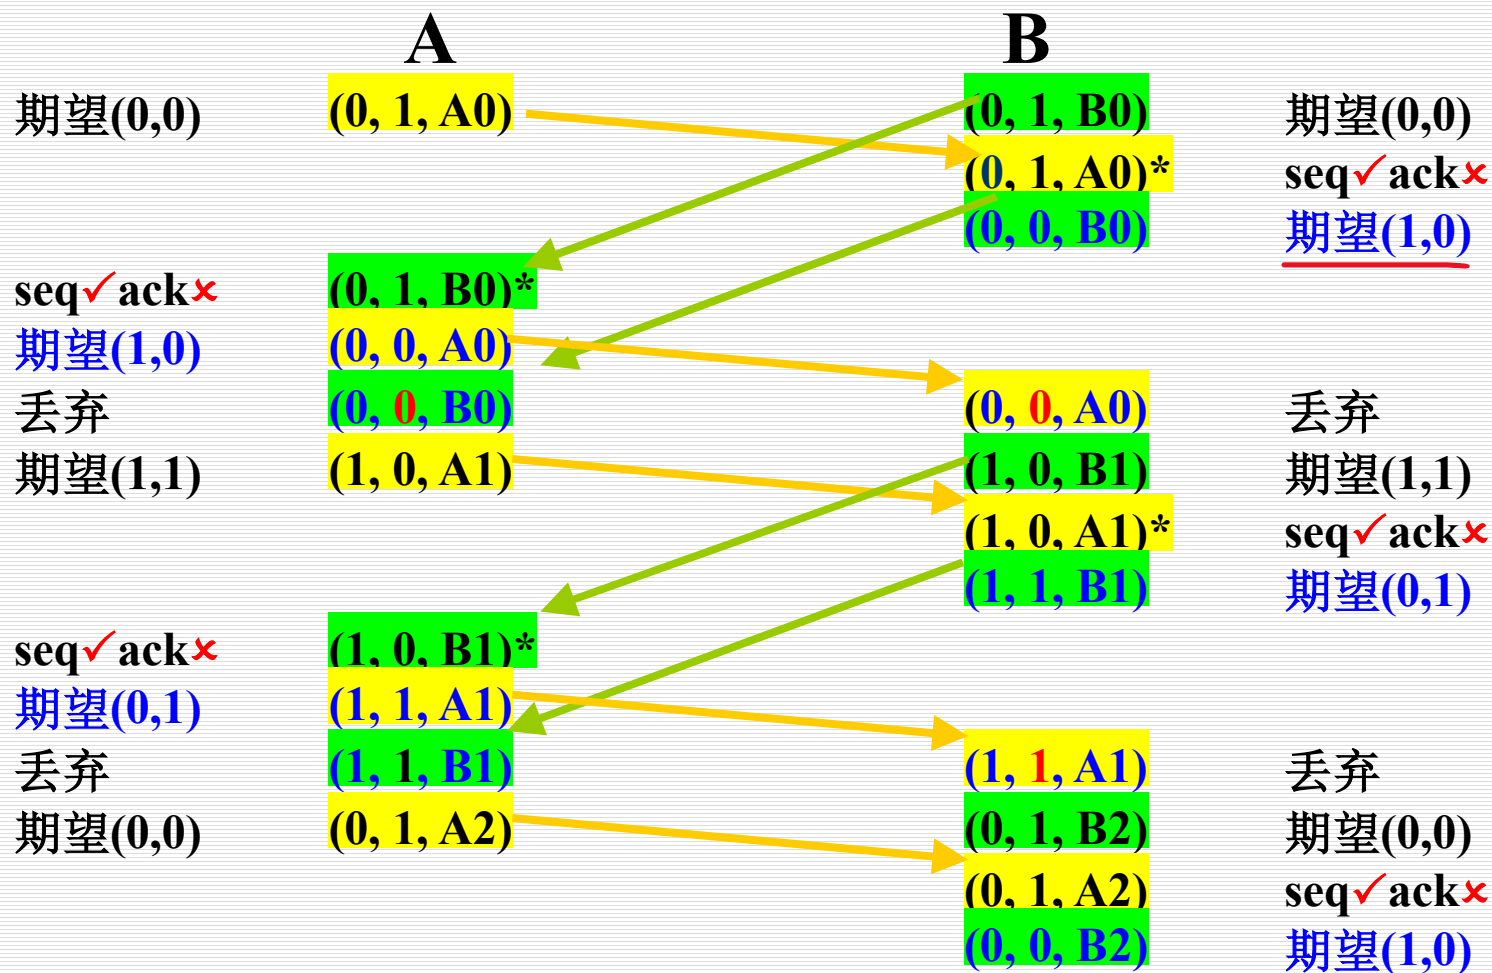 A B
期望(0,0) (0, 1, A0) (0, 1, B0) 期望(0,0)
(0, 1, A0)* seq✓ack✗
(0, 0, B0) 期望(1,0)
seq✓ack✗ (0, 1, B0)*
期望(1,0) (0, 0, A0)
丢弃 (0, 0, B0) (0, 0, A0) 丢弃
期望(1,1) (1, 0, A1) (1, 0, B1) 期望(1,1)
(1, 0, A1)* seq✓ack✗
(1, 1, B1) 期望(0,1)
seq✓ack✗ (1, 0, B1)*
期望(0,1) (1, 1, A1)
丢弃 (1, 1, B1) (1, 1, A1) 丢弃
期望(0,0) (0, 1, A2) (0, 1, B2) 期望(0,0)
(0, 1, A2) seq✓ack✗
(0, 0, B2) 期望(1,0)